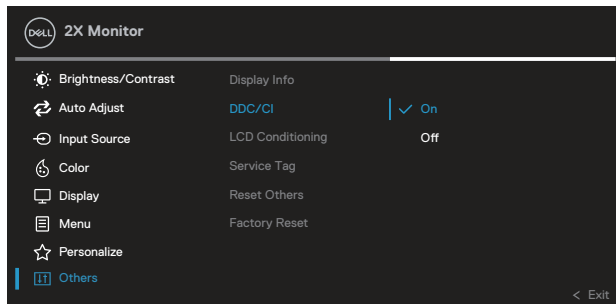 DELL 2X Monitor
Brightness/Contrast Display Info
Auto Adjust DDC/CI On
Input Source LCD Conditioning Off
Color Service Tag
Display Reset Others
Menu Factory Reset
Personalize
Others
< Exit